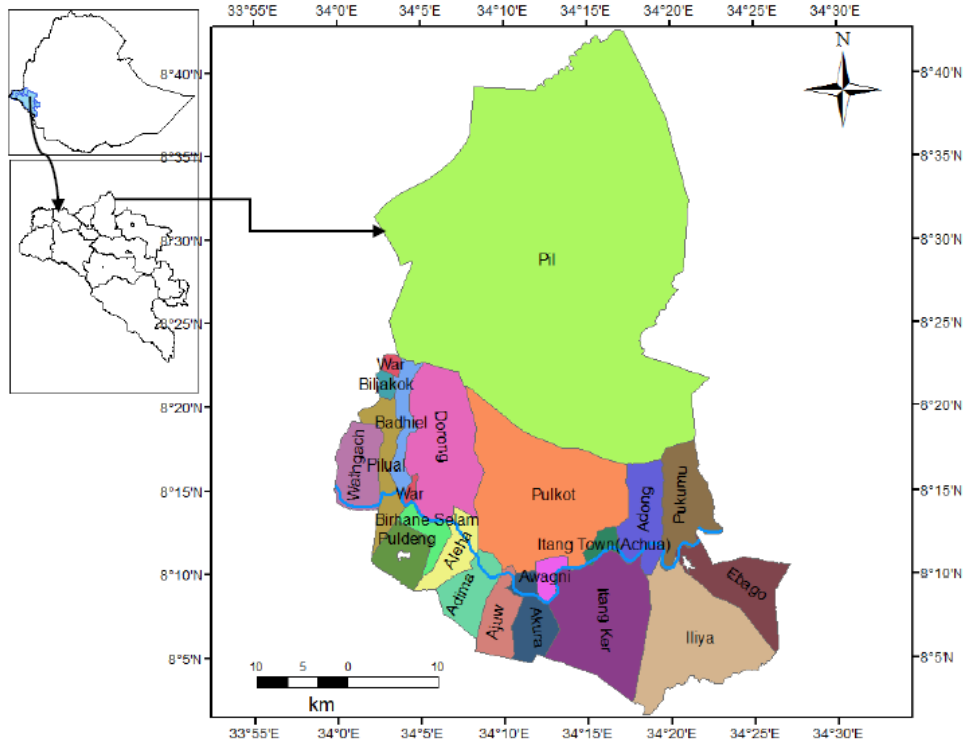 33°55'E 34°0'E 34°5'E 34°10'E 34°15'E 34°20'E 34°25'E 34°30'E
N
8°40'N 8°40'N
8°35'N 8°35'N
8°30'N 8°30'N
Pil
8°25'N 8°25'N
War
Biljakok
8°20'N 8°20'N
Badhiel
Dorong
Wathgach
Pilual
8°15'N 8°15'N
War
Pulkot
Adong
Pukumu
Birhane Selam
Puldeng
Aleha
Itang Town(Achua)
8°10'N 8°10'N
Awagni
Ebago
Adima
Ajuw
Akura
Itang Ker
Iliya
8°5'N 8°5'N
10 5 0 10
km
33°55'E 34°0'E 34°5'E 34°10'E 34°15'E 34°20'E 34°25'E 34°30'E